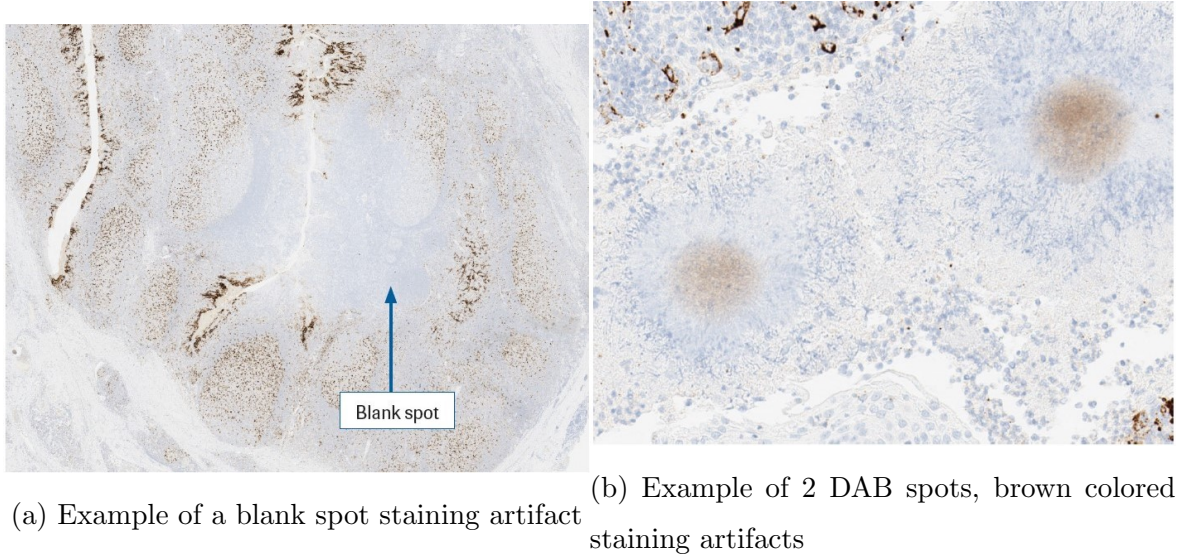 Blank spot
(a) Example of a blank spot staining artifact
(b) Example of 2 DAB spots, brown colored
staining artifacts